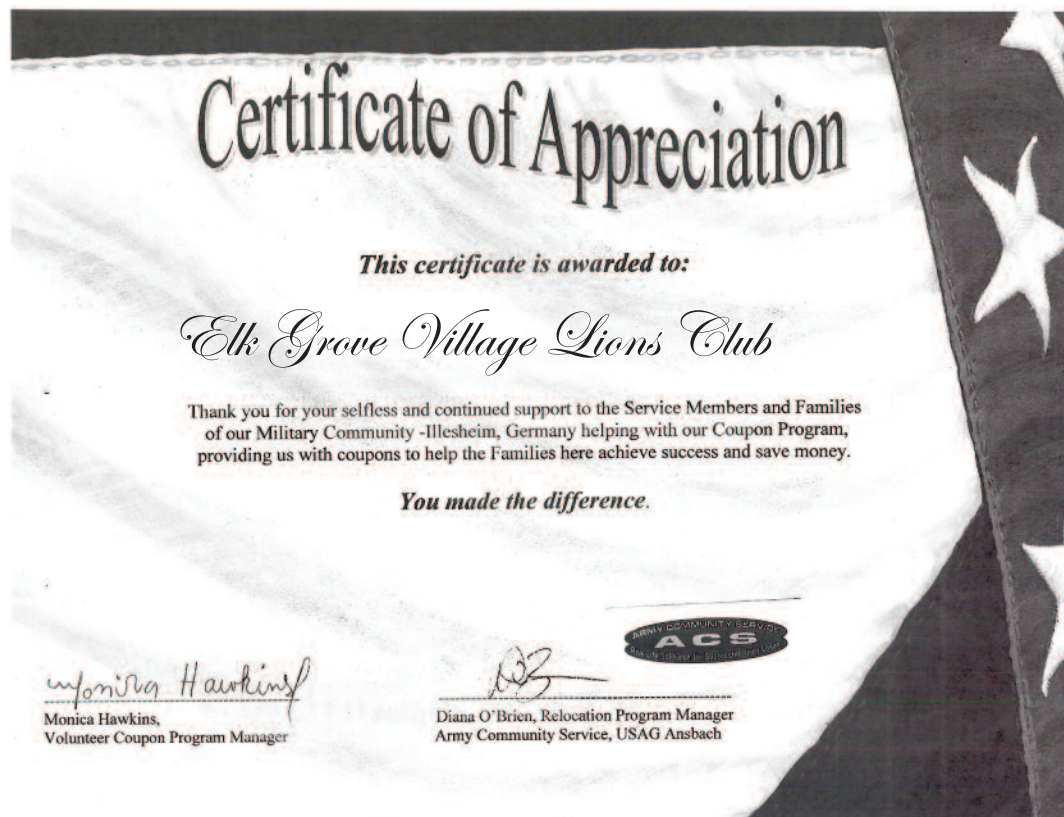 Certificate of Appreciation
This certificate is awarded to:
Elk Grove Village Lions Club
Thank you for your selfless and continued support to the Service Members and Families
of our Military Community -Illesheim, Germany helping with our Coupon Program,
providing us with coupons to help the Families here achieve success and save money.
You made the difference.
ARMY COMMUNITY SERVICE
ACS
Monica Hawkins
Monica Hawkins,
Volunteer Coupon Program Manager
Diana O'Brien, Relocation Program Manager
Army Community Service, USAG Ansbach